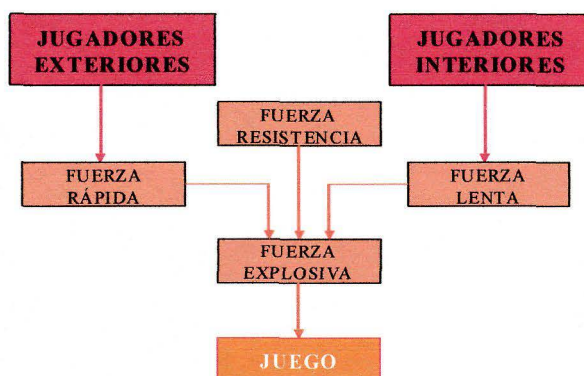 JUGADORES
EXTERIORES
JUGADORES
INTERIORES
FUERZA
RESISTENCIA
FUERZA
RÁPIDA
FUERZA
LENTA
FUERZA
EXPLOSIVA
JUEGO